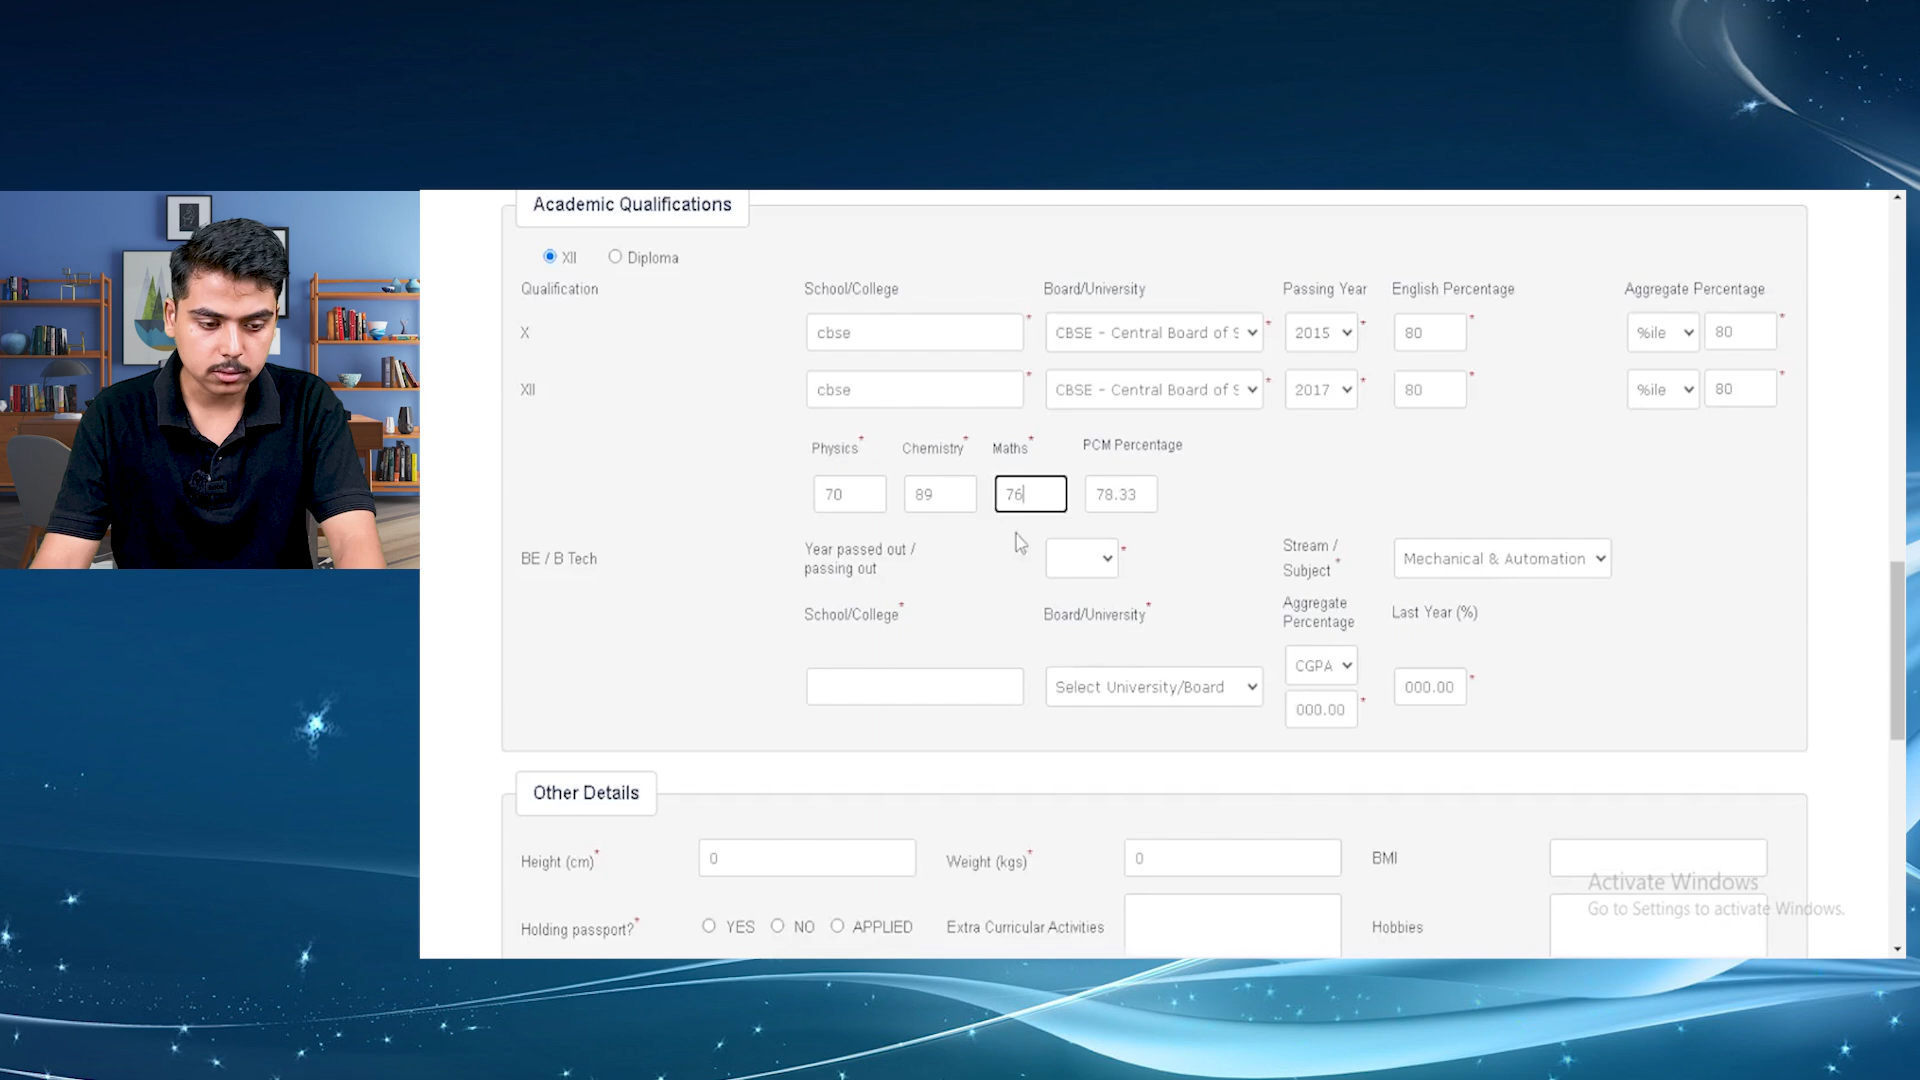 Academic Qualifications
XII Diploma
Qualification School/College Board/University Passing Year English Percentage Aggregate Percentage
X cbse * CBSE - Central Board of S * 2015 * 80 * %ile 80 *
XII cbse * CBSE - Central Board of S * 2017 * 80 * %ile 80 *
Physics* Chemistry* Maths* PCM Percentage
70 89 76 78.33
BE / B Tech Year passed out / passing out * Stream / Subject * Mechanical & Automation
School/College* Board/University* Aggregate Percentage Last Year (%)
Select University/Board CGPA 000.00 * 000.00 *
Other Details
Height (cm)* 0 Weight (kgs)* 0 BMI
Activate Windows
Go to Settings to activate Windows.
Holding passport?* YES NO APPLIED Extra Curricular Activities Hobbies